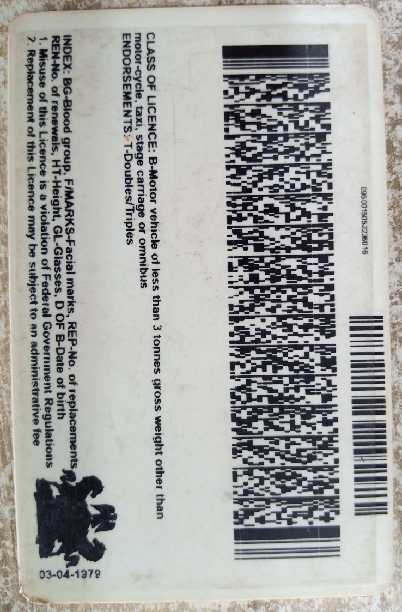 CLASS OF LICENCE: B-Motor vehicle of less than 3 tonnes gross weight other than
motor-cycle, taxi, stage carriage or omnibus
ENDORSEMENTS:-T-Doubles/Triples
INDEX: BG-Blood group, F/MARKS-Facial marks, REP-No. of replacements
REN-No. of renewals, HT-Height, GL-Glasses, D OF B-Date of birth
1. Misuse of this Licence is a violation of Federal Government Regulations
2. Replacement of this Licence may be subject to an administrative fee
03-04-1979